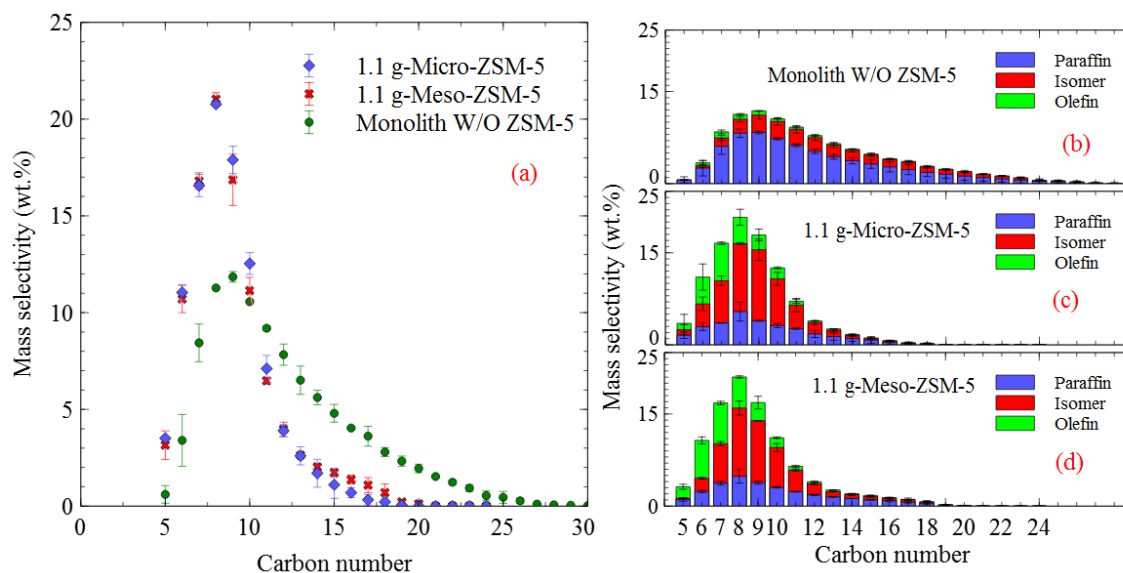 25
20
15
10
5
0
Mass selectivity (wt.%)
1.1 g-Micro-ZSM-5
1.1 g-Meso-ZSM-5
Monolith W/O ZSM-5
(a)
0 5 10 15 20 25 30
Carbon number
25
15
0
Monolith W/O ZSM-5
Paraffin
Isomer
Olefin
(b)
25
15
0
Mass selectivity (wt.%)
1.1 g-Micro-ZSM-5
Paraffin
Isomer
Olefin
(c)
25
15
0
1.1 g-Meso-ZSM-5
Paraffin
Isomer
Olefin
(d)
5 6 7 8 9 10 12 14 16 18 20 22 24
Carbon number